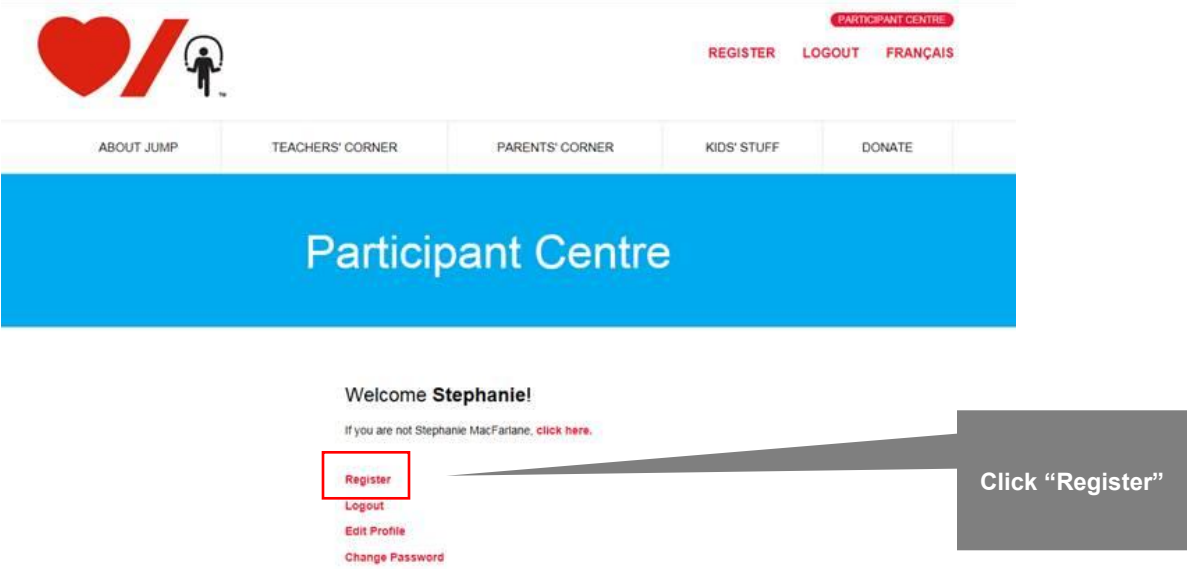 PARTICIPANT CENTRE
REGISTER LOGOUT FRANÇAIS
ABOUT JUMP TEACHERS' CORNER PARENTS' CORNER KIDS' STUFF DONATE
Participant Centre
Welcome Stephanie!
If you are not Stephanie MacFarlane, click here.
Register
Click “Register”
Logout
Edit Profile
Change Password